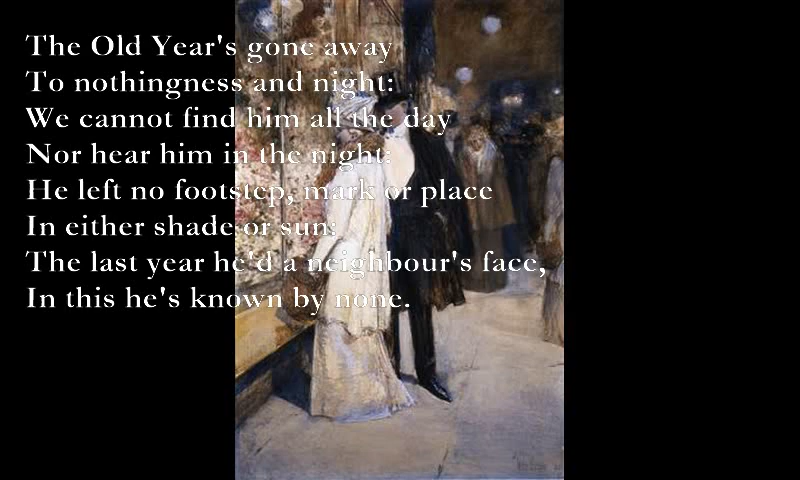 The Old Year's gone away
To nothingness and night:
We cannot find him all the day
Nor hear him in the night:
He left no footstep, mark or place
In either shade or sun:
The last year he'd a neighbour's face,
In this he's known by none.